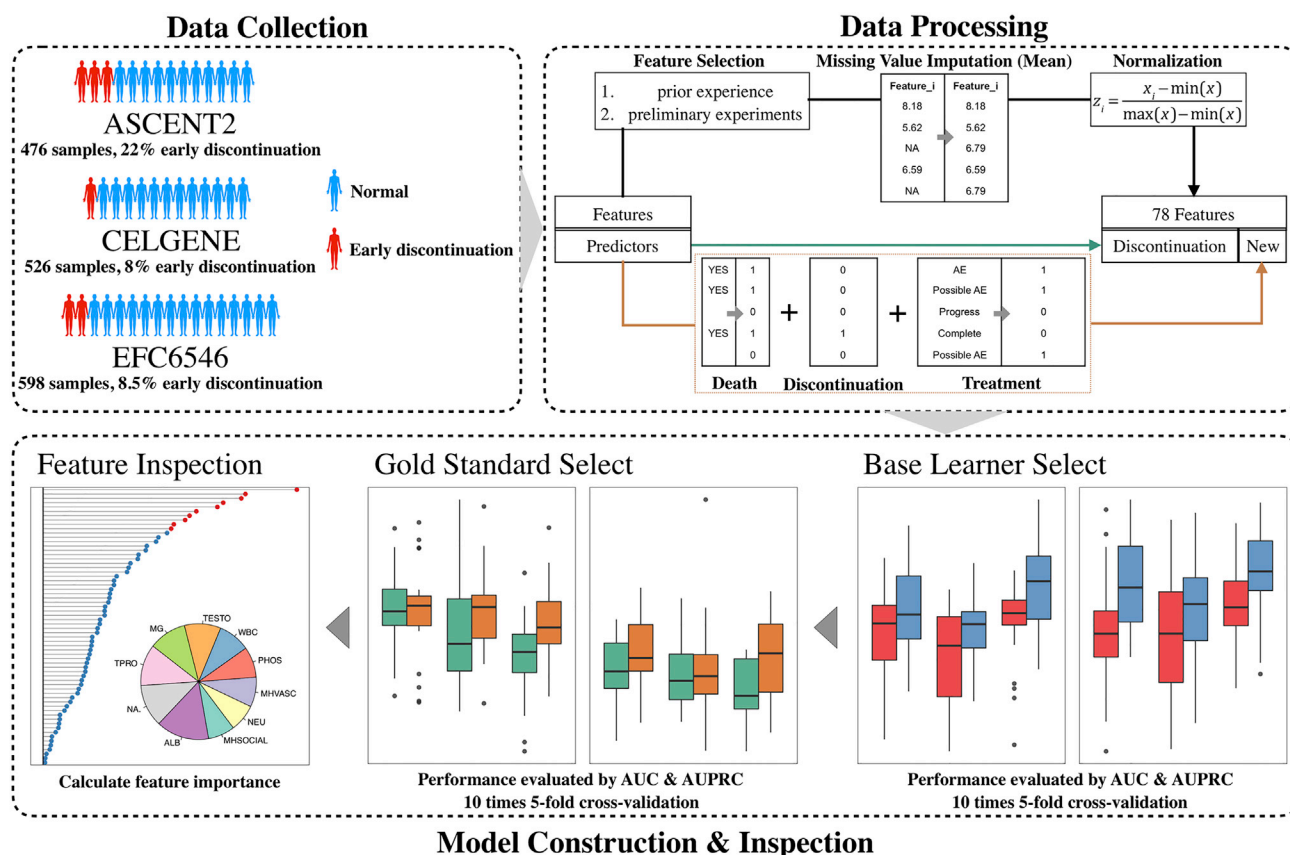 Data Collection
ASCENT2
476 samples, 22% early discontinuation
CELGENE
526 samples, 8% early discontinuation
EFC6546
598 samples, 8.5% early discontinuation
Normal
Early discontinuation
Data Processing
Feature Selection
1. prior experience
2. preliminary experiments
Missing Value Imputation (Mean)
Feature_i Feature_i
8.18 8.18
5.62 5.62
NA 6.79
6.59 6.59
NA 6.79
Normalization
z_i = (x_i − min(x)) / (max(x)−min(x))
Features
Predictors
78 Features
Discontinuation New
YES 1
YES 1
0
YES 1
0
Death
+
0
0
0
1
0
Discontinuation
+
AE 1
Possible AE 1
Progress 0
Complete 0
Possible AE 1
Treatment
Feature Inspection
TESTO
WBC
PHOS
MHVASC
NEU
MHSOCIAL
ALB
NA.
TPRO
MG
Calculate feature importance
Gold Standard Select
Performance evaluated by AUC & AUPRC
10 times 5-fold cross-validation
Base Learner Select
Performance evaluated by AUC & AUPRC
10 times 5-fold cross-validation
Model Construction & Inspection